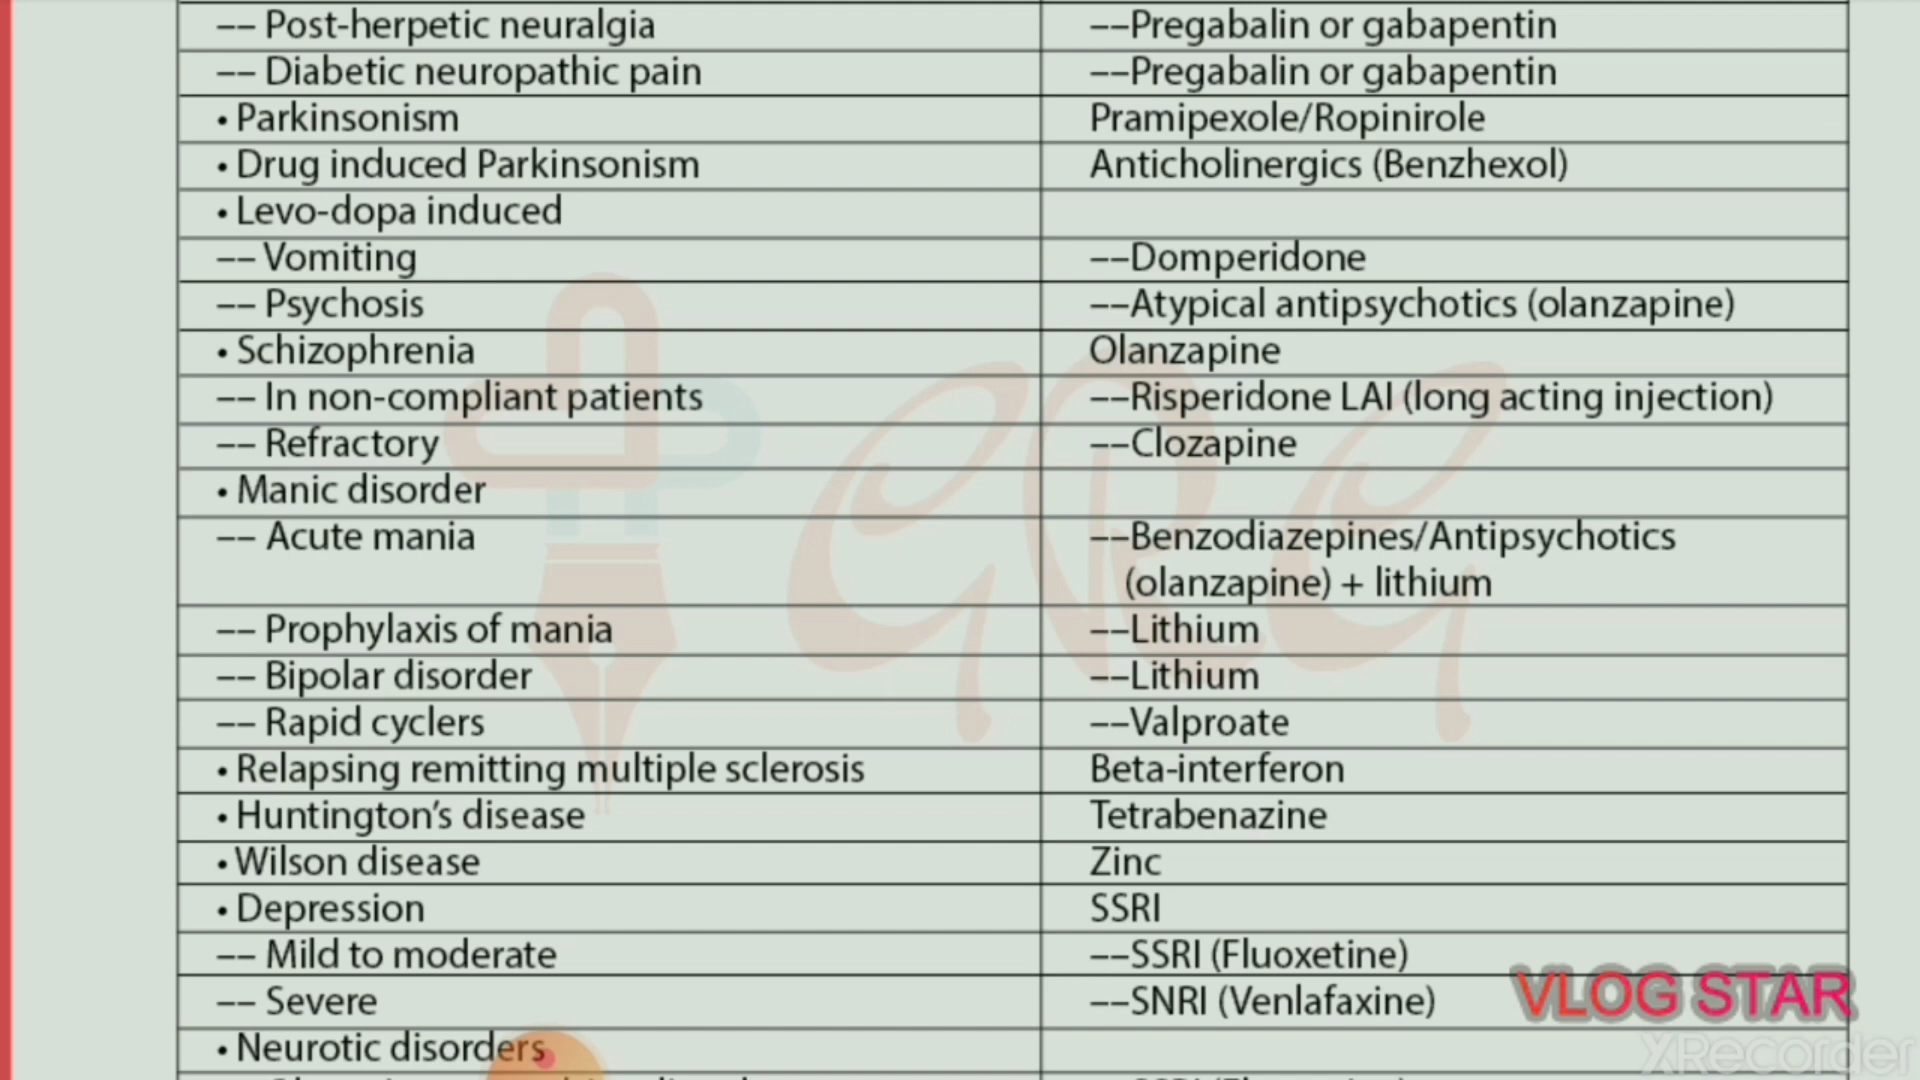 –– Post-herpetic neuralgia ––Pregabalin or gabapentin
–– Diabetic neuropathic pain ––Pregabalin or gabapentin
• Parkinsonism Pramipexole/Ropinirole
• Drug induced Parkinsonism Anticholinergics (Benzhexol)
• Levo-dopa induced
–– Vomiting ––Domperidone
–– Psychosis ––Atypical antipsychotics (olanzapine)
• Schizophrenia Olanzapine
–– In non-compliant patients ––Risperidone LAI (long acting injection)
–– Refractory ––Clozapine
• Manic disorder
–– Acute mania ––Benzodiazepines/Antipsychotics
(olanzapine) + lithium
–– Prophylaxis of mania ––Lithium
–– Bipolar disorder ––Lithium
–– Rapid cyclers ––Valproate
• Relapsing remitting multiple sclerosis Beta-interferon
• Huntington's disease Tetrabenazine
• Wilson disease Zinc
• Depression SSRI
–– Mild to moderate ––SSRI (Fluoxetine)
–– Severe ––SNRI (Venlafaxine)
VLOG STAR
• Neurotic disorders
XRecorder